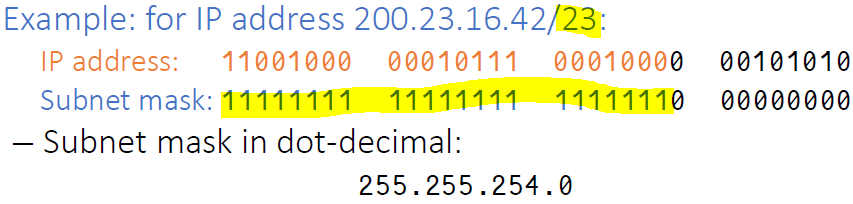 Example: for IP address 200.23.16.42/23:
IP address: 11001000 00010111 00010000 00101010
Subnet mask: 11111111 11111111 11111110 00000000
– Subnet mask in dot-decimal:
255.255.254.0